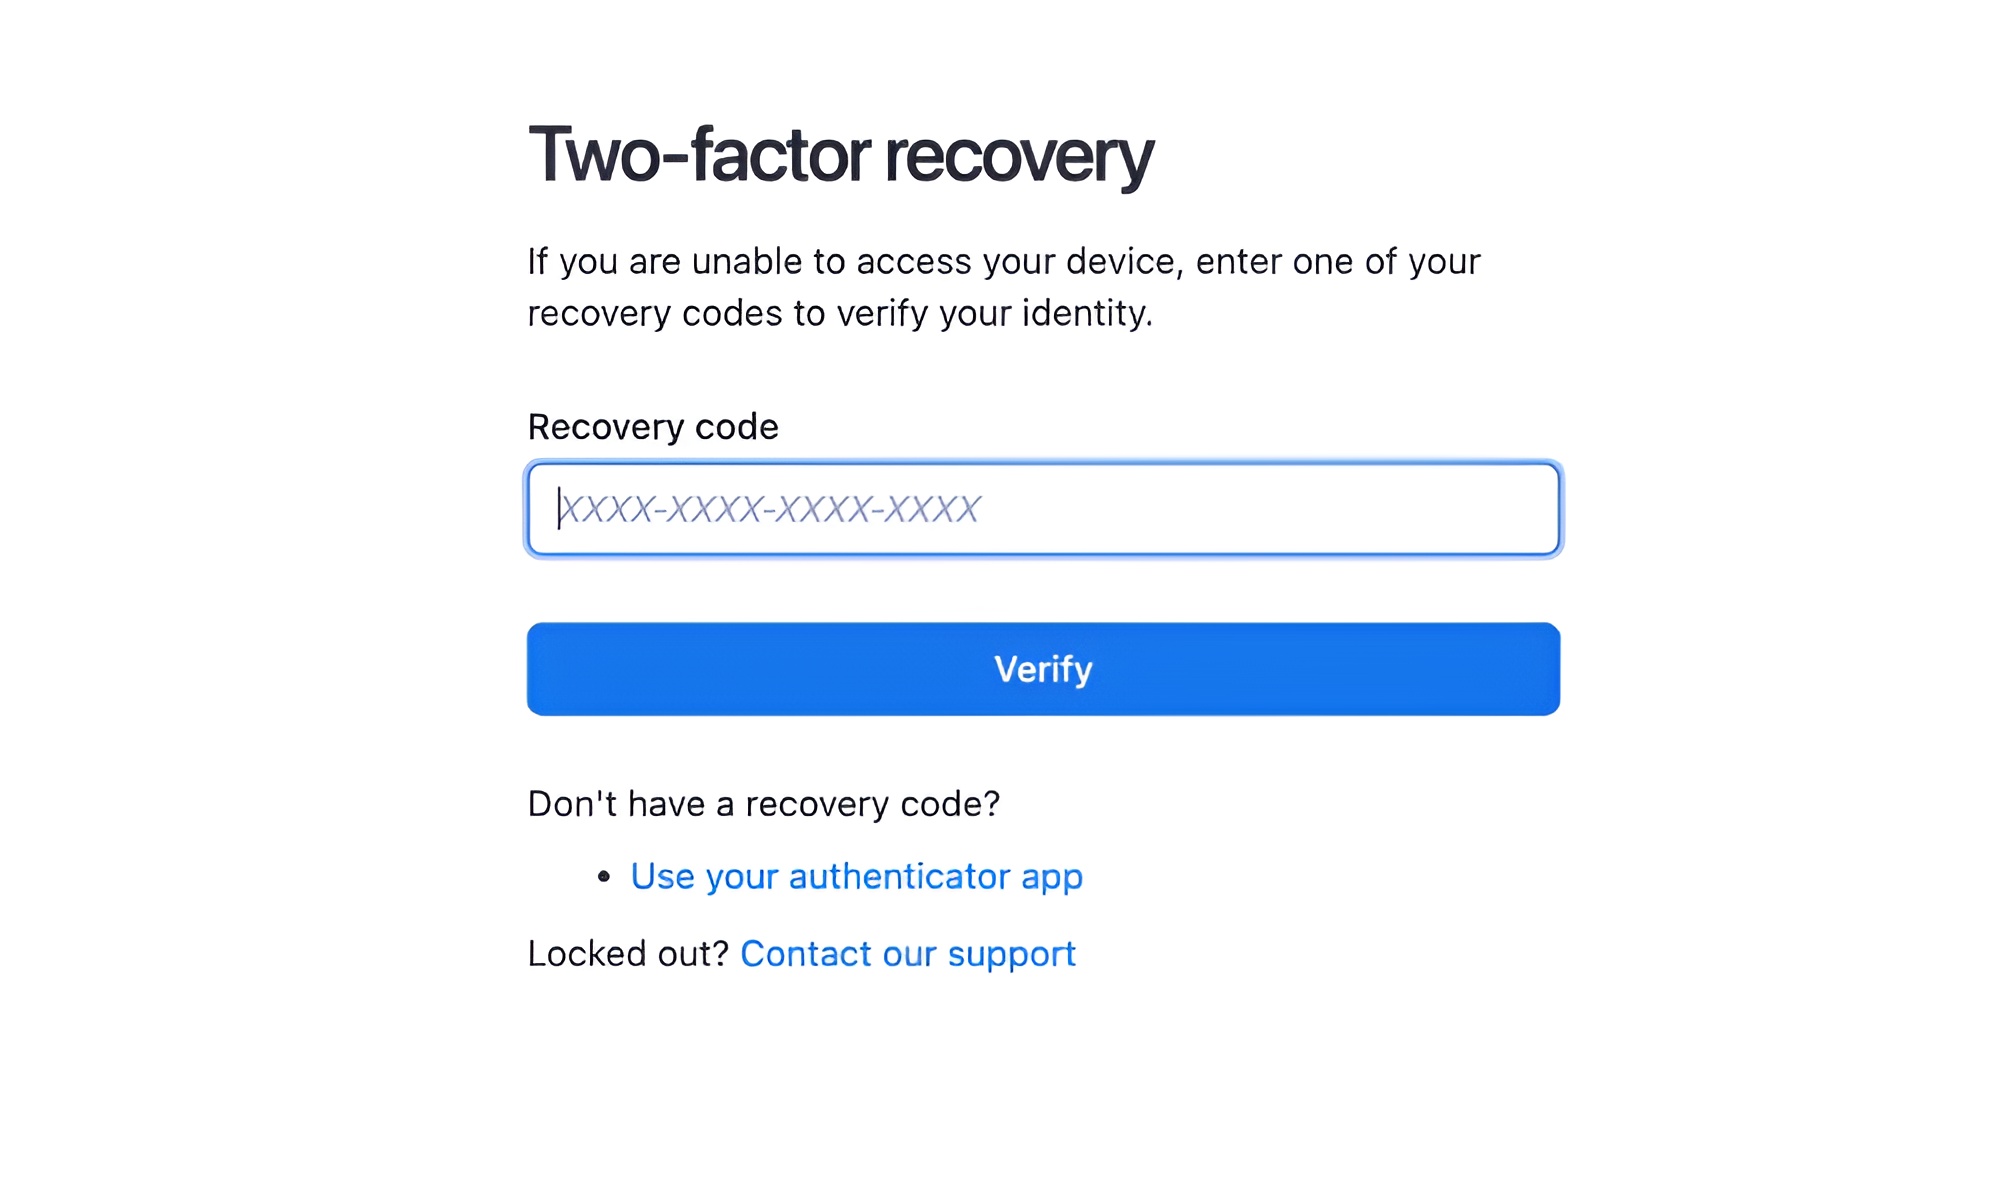 Two-factor recovery
If you are unable to access your device, enter one of your
recovery codes to verify your identity.
Recovery code
XXXX-XXXX-XXXX-XXXX
Verify
Don't have a recovery code?
• Use your authenticator app
Locked out? Contact our support